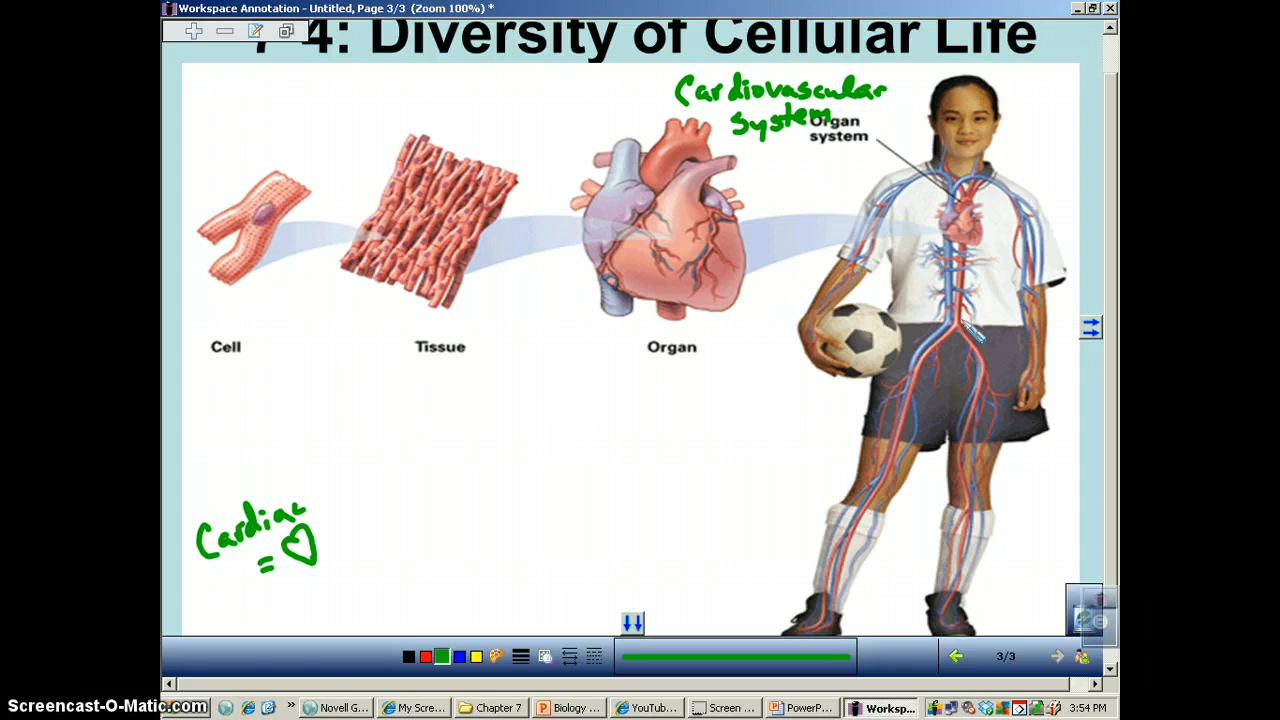 Workspace Annotation - Untitled, Page 3/3 (Zoom 100%) *
7 4: Diversity of Cellular Life
Cardiovascular
System
Organ
system
Cell
Tissue
Organ
Cardiac
= ♡
3/3
Screencast-O-Matic.com
Novell G...
My Scre...
Chapter 7
Biology ...
YouTub...
Screen ...
PowerP...
Worksp...
3:54 PM